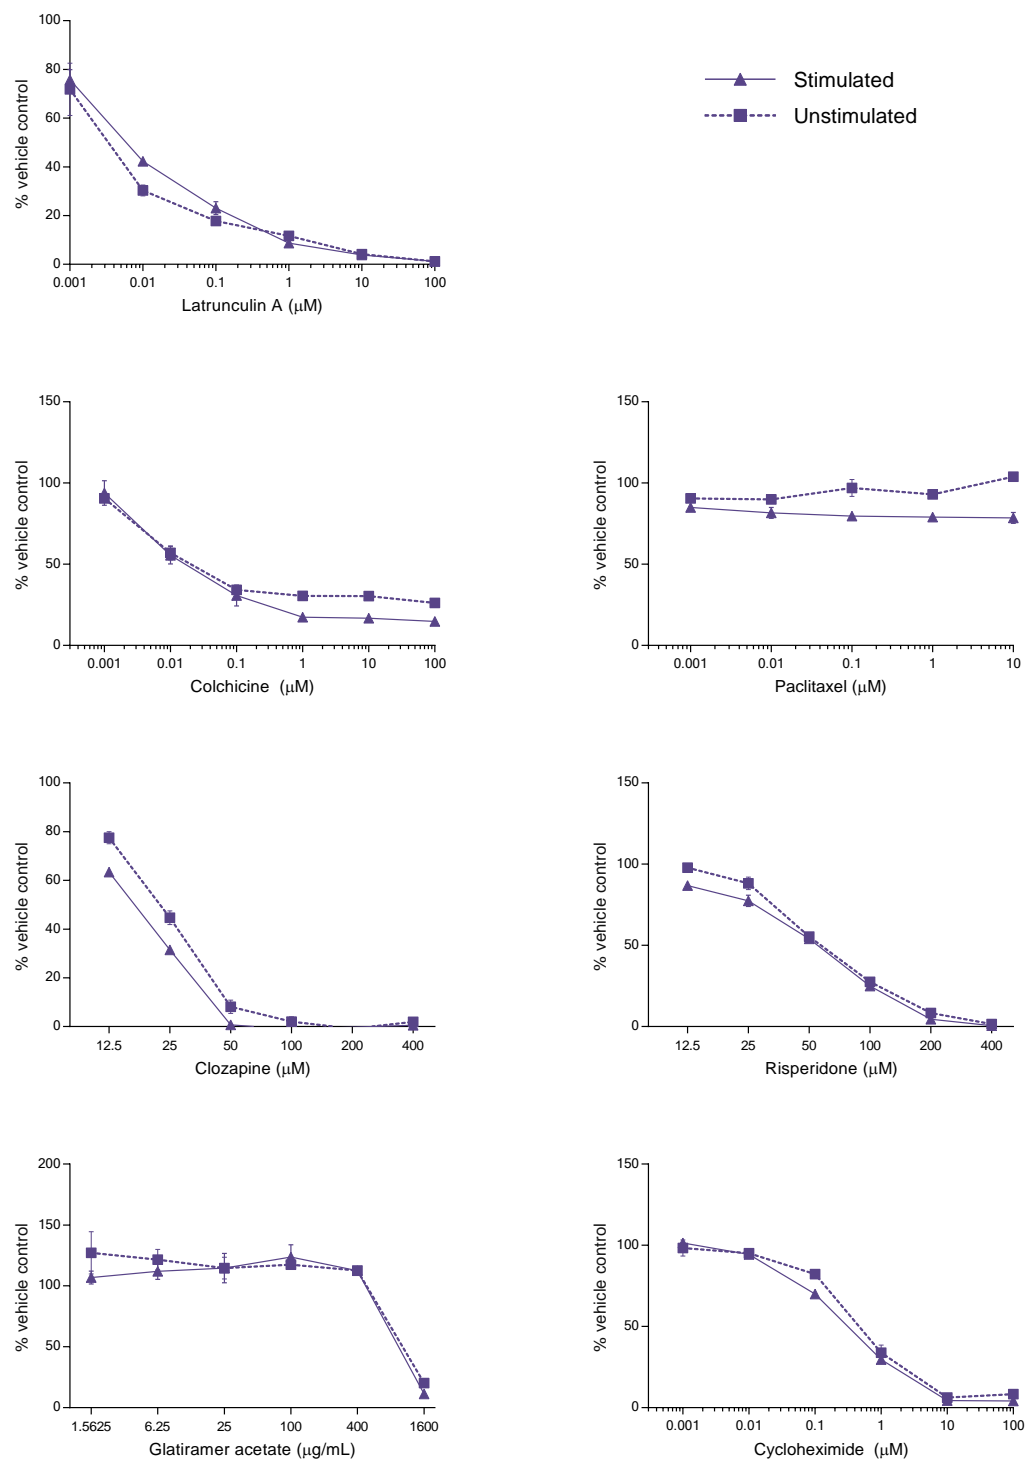 100
80
60
40
20
0
% vehicle control
0.001 0.01 0.1 1 10 100
Latrunculin A (μM)
Stimulated
Unstimulated
150
100
50
0
% vehicle control
0.001 0.01 0.1 1 10 100
Colchicine (μM)
150
100
50
0
% vehicle control
0.001 0.01 0.1 1 10
Paclitaxel (μM)
100
80
60
40
20
0
% vehicle control
12.5 25 50 100 200 400
Clozapine (μM)
150
100
50
0
% vehicle control
12.5 25 50 100 200 400
Risperidone (μM)
200
150
100
50
0
% vehicle control
1.5625 6.25 25 100 400 1600
Glatiramer acetate (μg/mL)
150
100
50
0
% vehicle control
0.001 0.01 0.1 1 10 100
Cycloheximide (μM)